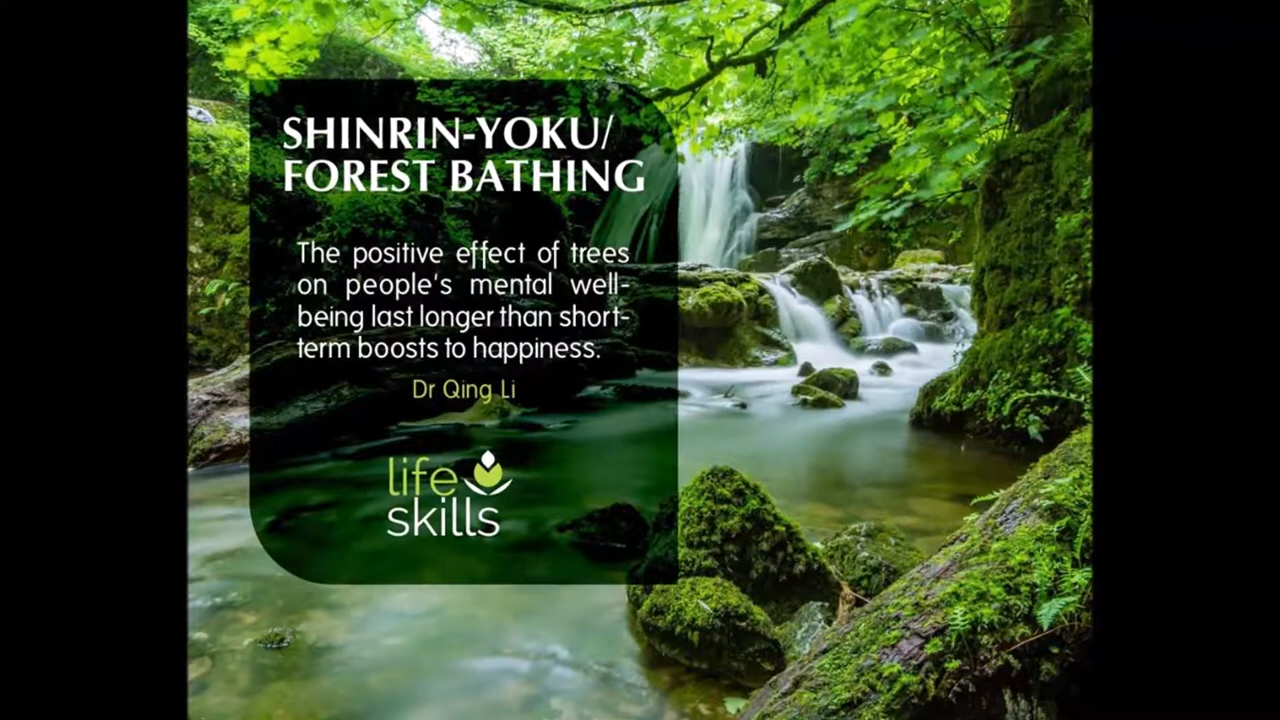 SHINRIN-YOKU/
FOREST BATHING
The positive effect of trees
on people's mental well-
being last longer than short-
term boosts to happiness.
Dr Qing Li
life
skills